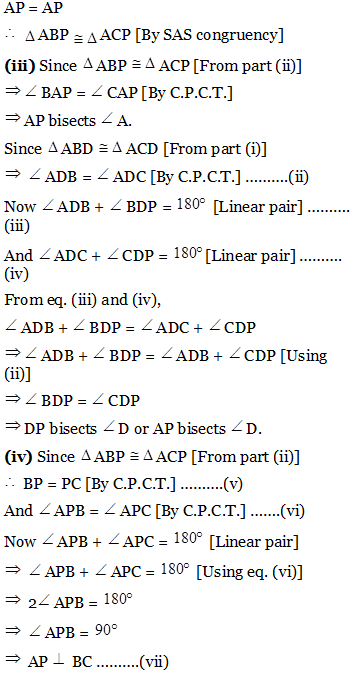 AP = AP
∴ Δ ABP ≅ Δ ACP [By SAS congruency]
(iii) Since Δ ABP ≅ Δ ACP [From part (ii)]
⇒ ∠ BAP = ∠ CAP [By C.P.C.T.]
⇒ AP bisects ∠ A.
Since Δ ABD ≅ Δ ACD [From part (i)]
⇒ ∠ ADB = ∠ ADC [By C.P.C.T.] ..........(ii)
Now ∠ ADB + ∠ BDP = 180° [Linear pair] ..........
(iii)
And ∠ ADC + ∠ CDP = 180° [Linear pair] ..........
(iv)
From eq. (iii) and (iv),
∠ ADB + ∠ BDP = ∠ ADC + ∠ CDP
⇒ ∠ ADB + ∠ BDP = ∠ ADB + ∠ CDP [Using
(ii)]
⇒ ∠ BDP = ∠ CDP
⇒ DP bisects ∠ D or AP bisects ∠ D.
(iv) Since Δ ABP ≅ Δ ACP [From part (ii)]
∴ BP = PC [By C.P.C.T.] ..........(v)
And ∠ APB = ∠ APC [By C.P.C.T.] .......(vi)
Now ∠ APB + ∠ APC = 180° [Linear pair]
⇒ ∠ APB + ∠ APC = 180° [Using eq. (vi)]
⇒ 2∠ APB = 180°
⇒ ∠ APB = 90°
⇒ AP ⊥ BC ..........(vii)